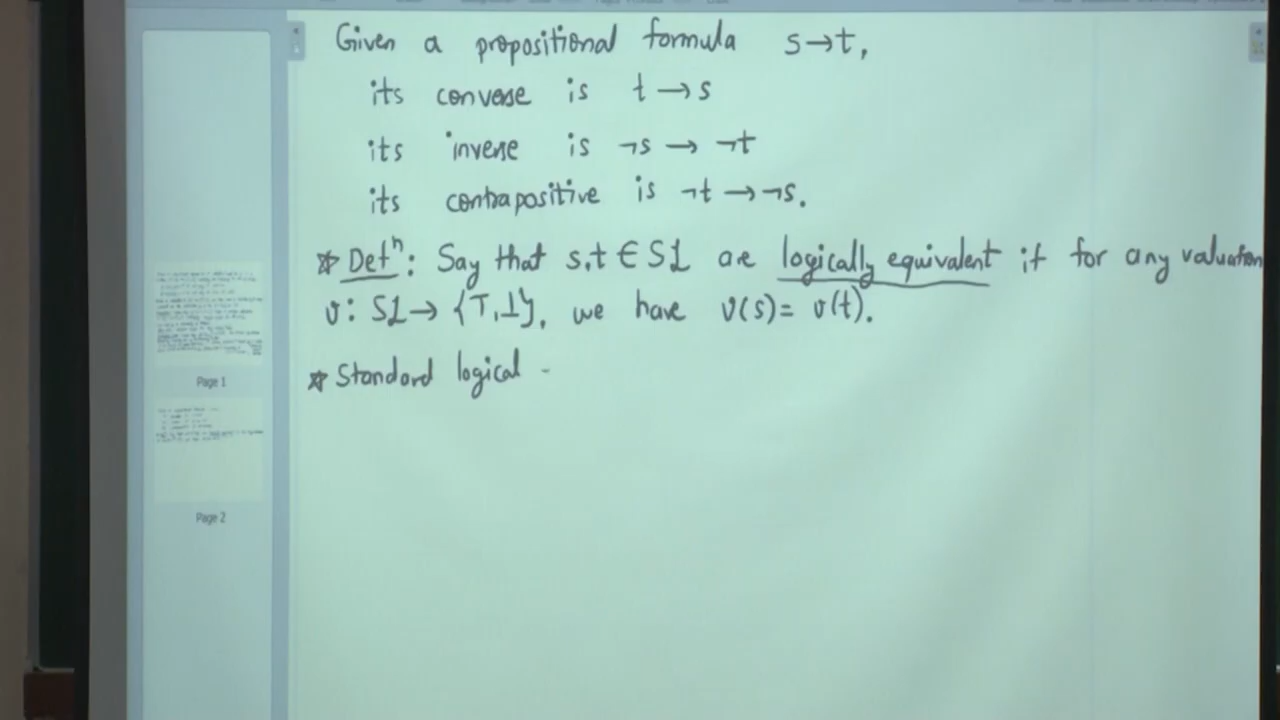 Given a propositional formula s→t,
its converse is t→s
its inverse is ¬s → ¬t
its contrapositive is ¬t →¬s.
* Defⁿ: Say that s,t ∈ SL are logically equivalent if for any valuation
v: SL → {T,⊥}, we have v(s) = v(t).
* Standard logical -
Page 1
Page 2